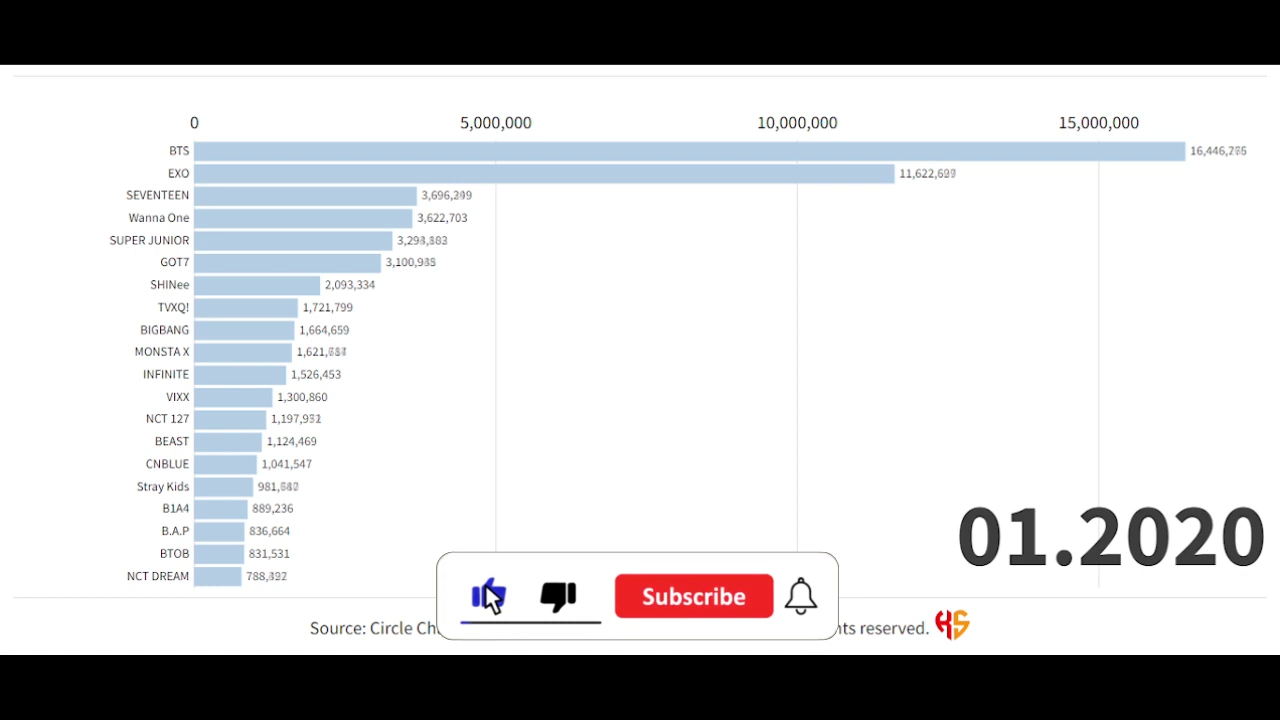 0 5,000,000 10,000,000 15,000,000
BTS
EXO
SEVENTEEN
Wanna One 3,622,703
SUPER JUNIOR
GOT7
SHINee 2,093,334
TVXQ! 1,721,799
BIGBANG 1,664,659
MONSTA X
INFINITE 1,526,453
VIXX 1,300,860
NCT 127
BEAST 1,124,469
CNBLUE 1,041,547
Stray Kids
B1A4 889,236
B.A.P 836,664
BTOB 831,531
NCT DREAM
01.2020
Subscribe
Source: Circle reserved.
KS